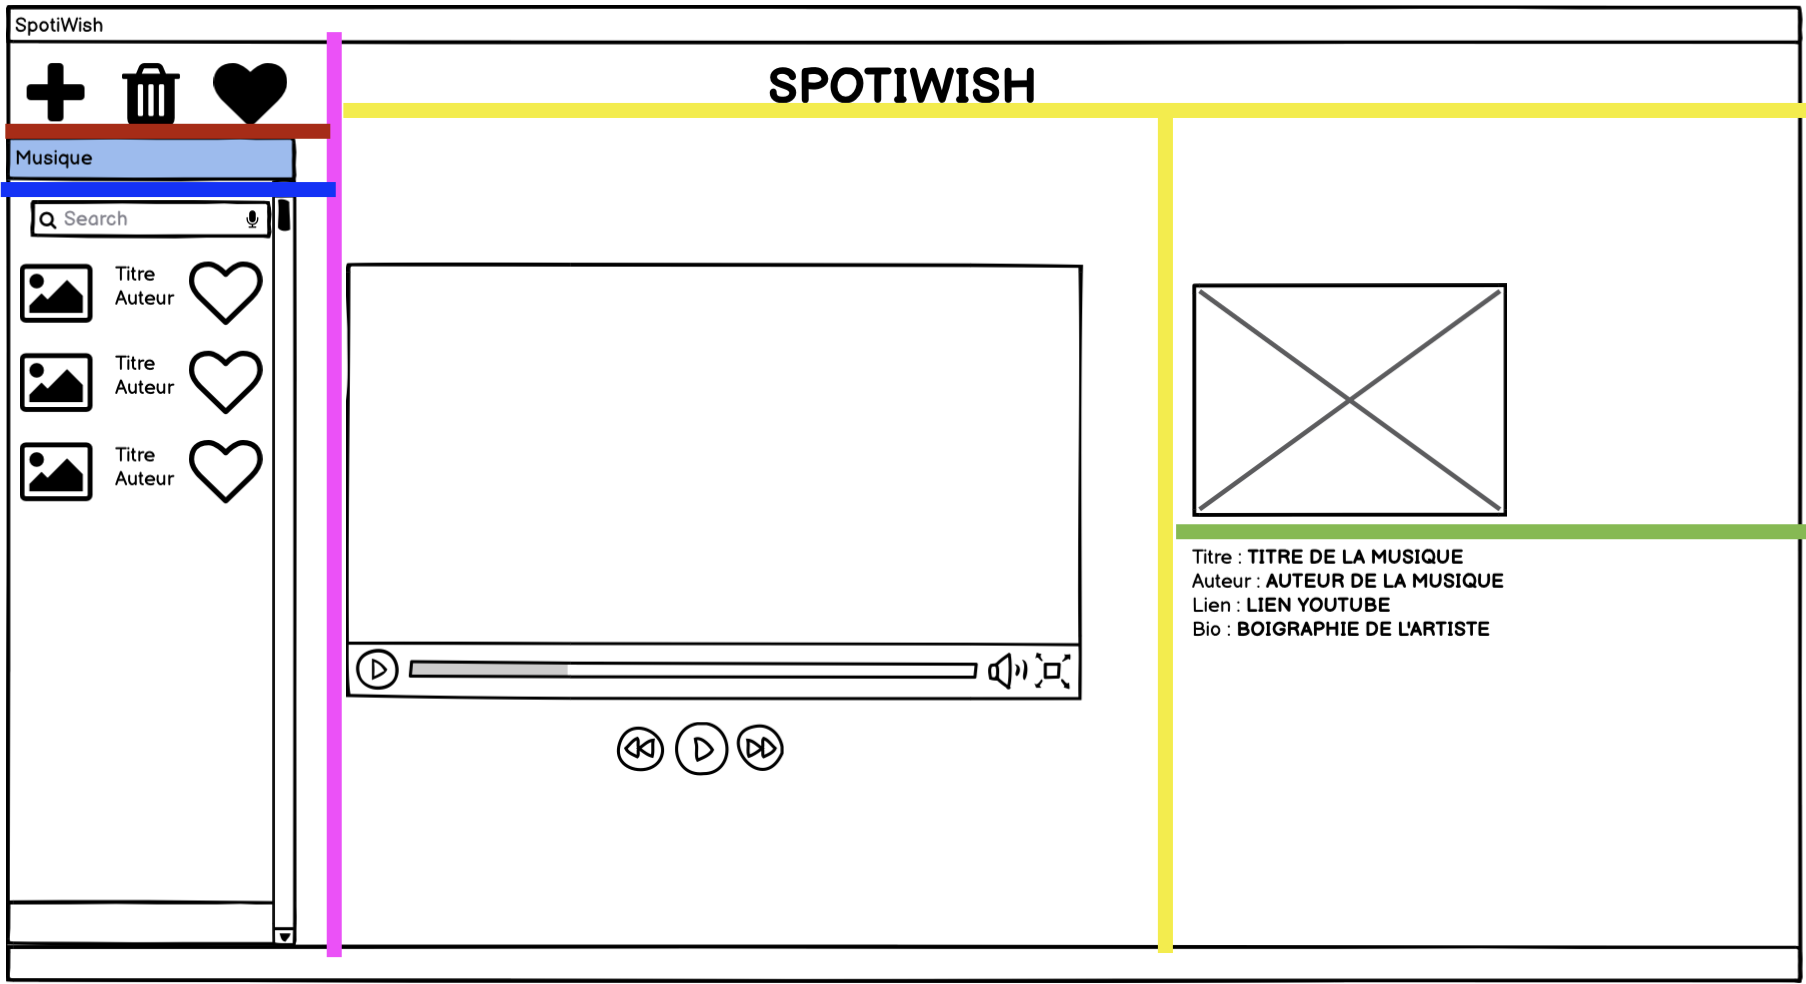 SpotiWish
SPOTIWISH
Musique
Search
Titre
Auteur
Titre
Auteur
Titre
Auteur
Titre : TITRE DE LA MUSIQUE
Auteur : AUTEUR DE LA MUSIQUE
Lien : LIEN YOUTUBE
Bio : BOIGRAPHIE DE L'ARTISTE